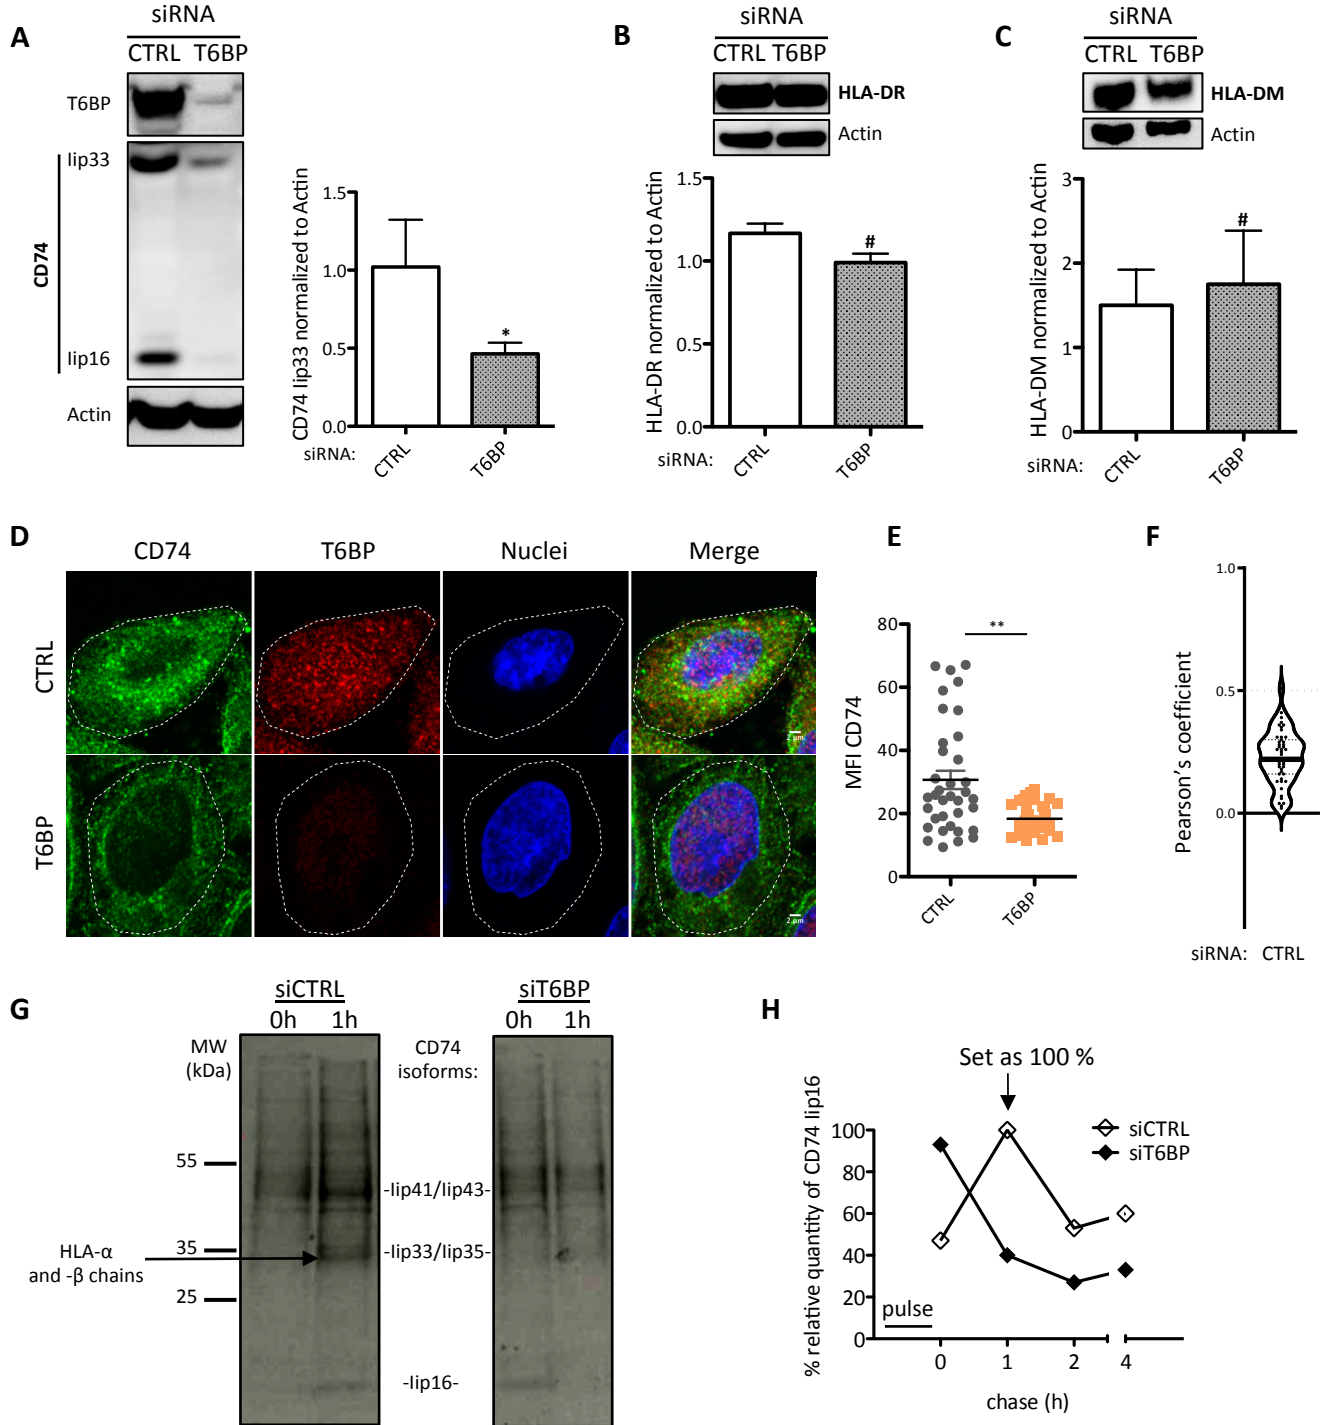 A
siRNA
CTRL T6BP
T6BP
Iip33
CD74
Iip16
Actin
CD74 Iip33 normalized to Actin
1.5
1.0
0.5
0.0
*
siRNA:
CTRL
T6BP
B
siRNA
CTRL T6BP
HLA-DR
Actin
HLA-DR normalized to Actin
1.5
1.0
0.5
0.0
#
siRNA:
CTRL
T6BP
C
siRNA
CTRL T6BP
HLA-DM
Actin
HLA-DM normalized to Actin
3
2
1
0
#
siRNA:
CTRL
T6BP
D
CD74 T6BP Nuclei Merge
CTRL
2 µm
T6BP
2 µm
E
MFI CD74
80
60
40
20
0
**
CTRL
T6BP
F
Pearson's coefficient
1.0
0.5
0.0
siRNA: CTRL
G
siCTRL
0h 1h
siT6BP
0h 1h
MW
(kDa)
CD74
isoforms:
55
35
25
HLA-α
and -β chains
-Iip41/Iip43-
-Iip33/Iip35-
-Iip16-
H
Set as 100 %
% relative quantity of CD74 Iip16
100
80
60
40
20
0
siCTRL
siT6BP
pulse
0 1 2 4
chase (h)